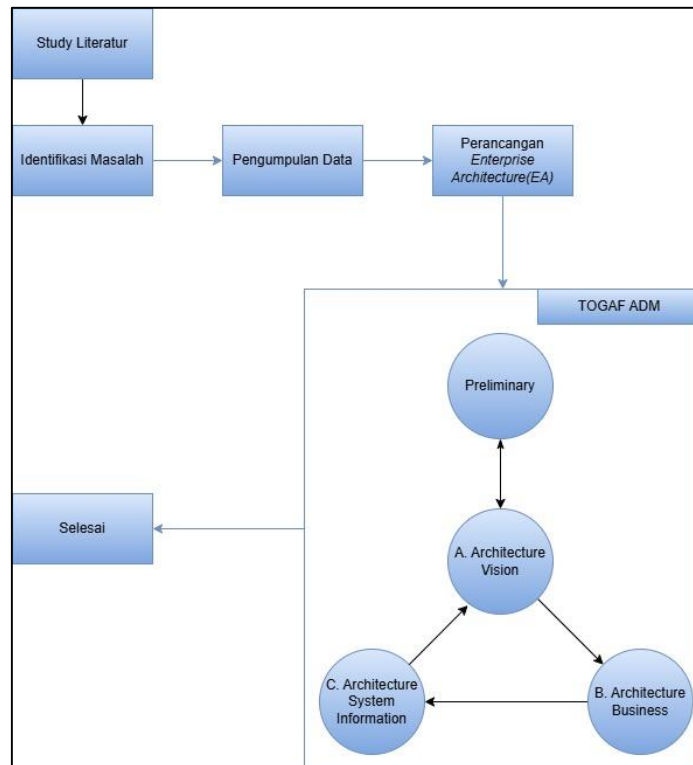 Study Literatur
Identifikasi Masalah
Pengumpulan Data
Perancangan
Enterprise
Architecture(EA)
TOGAF ADM
Preliminary
Selesai
A. Architecture
Vision
C. Architecture
System
Information
B. Architecture
Business